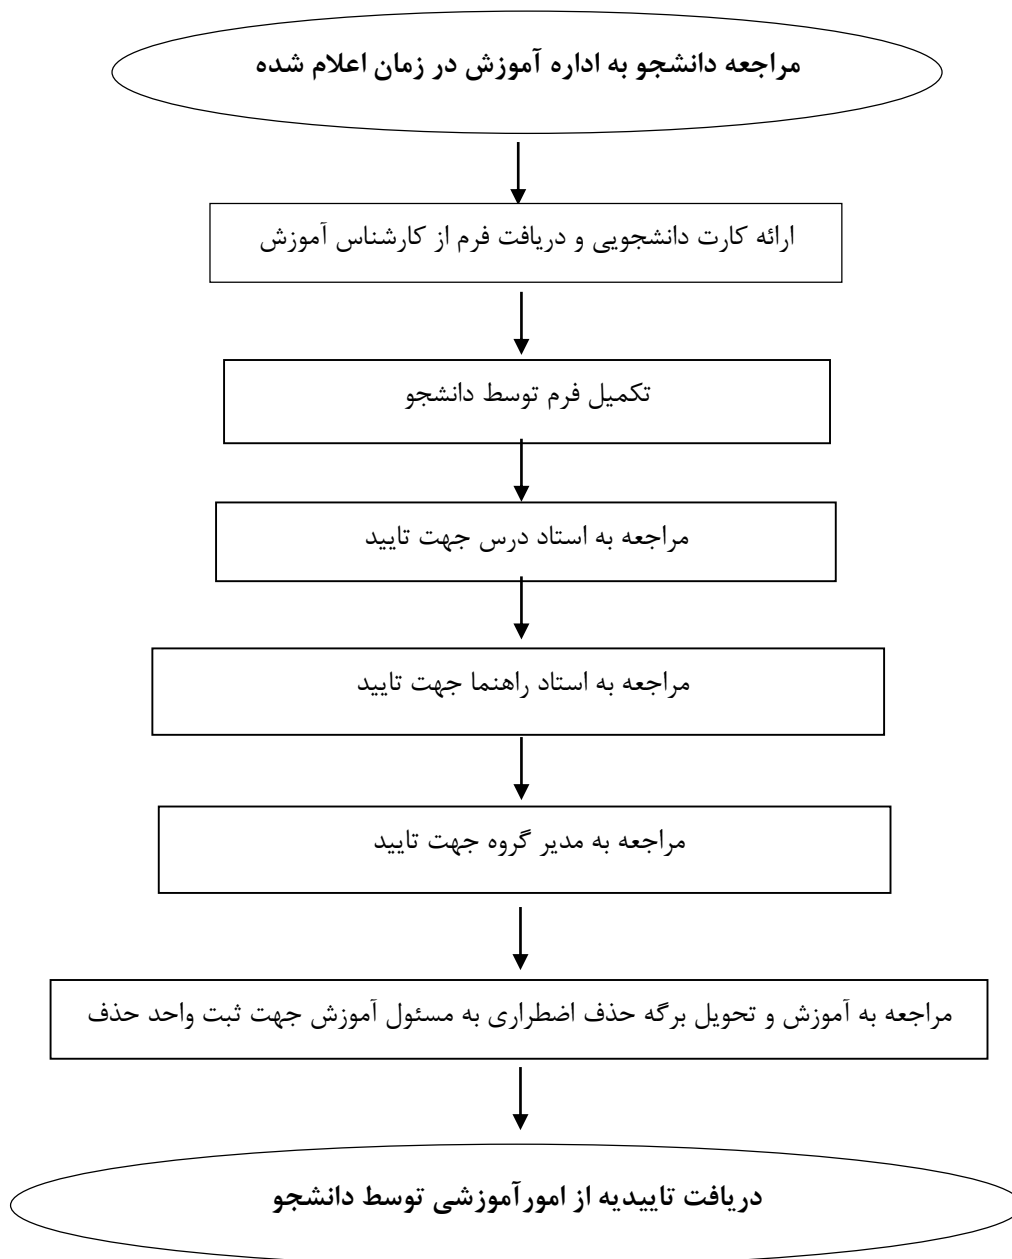 مراجعه دانشجو به اداره آموزش در زمان اعلام شده
ارائه کارت دانشجویی و دریافت فرم از کارشناس آموزش
تکمیل فرم توسط دانشجو
مراجعه به استاد درس جهت تایید
مراجعه به استاد راهنما جهت تایید
مراجعه به مدیر گروه جهت تایید
مراجعه به آموزش و تحویل برگه حذف اضطراری به مسئول آموزش جهت ثبت واحد حذف
دریافت تاییدیه از امورآموزشی توسط دانشجو